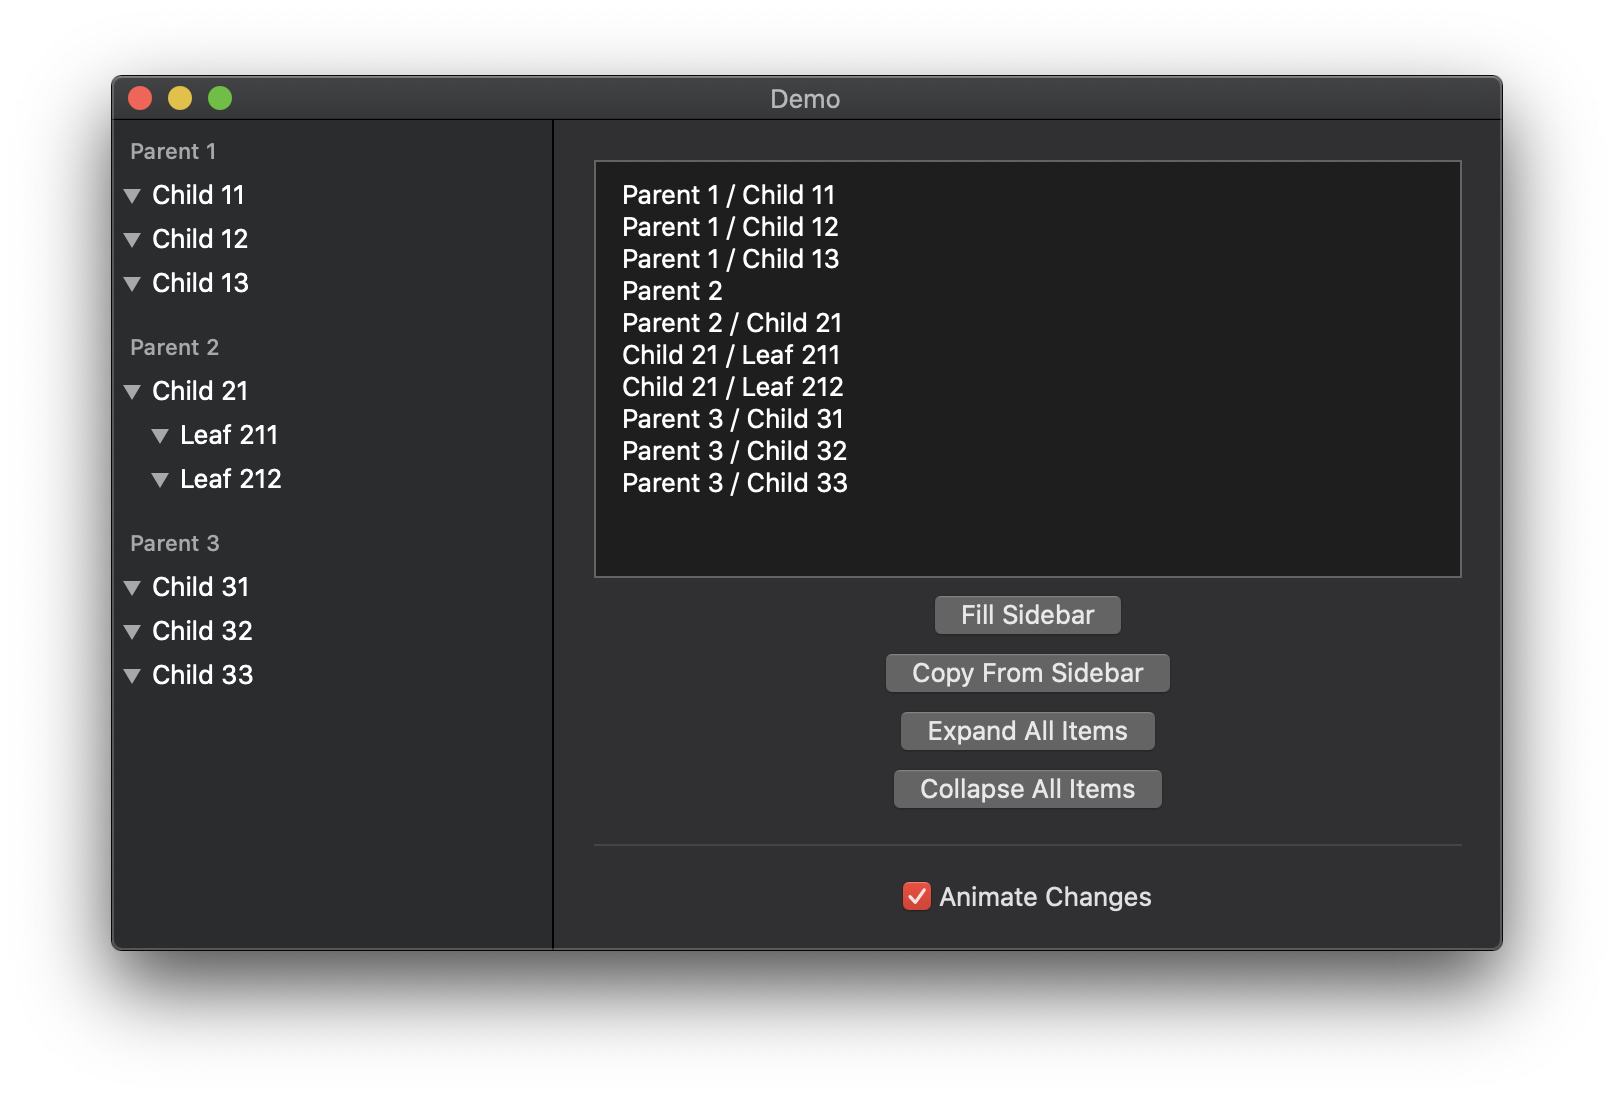 Demo
Parent 1
Child 11
Child 12
Child 13
Parent 2
Child 21
Leaf 211
Leaf 212
Parent 3
Child 31
Child 32
Child 33
Parent 1 / Child 11
Parent 1 / Child 12
Parent 1 / Child 13
Parent 2
Parent 2 / Child 21
Child 21 / Leaf 211
Child 21 / Leaf 212
Parent 3 / Child 31
Parent 3 / Child 32
Parent 3 / Child 33
Fill Sidebar
Copy From Sidebar
Expand All Items
Collapse All Items
Animate Changes